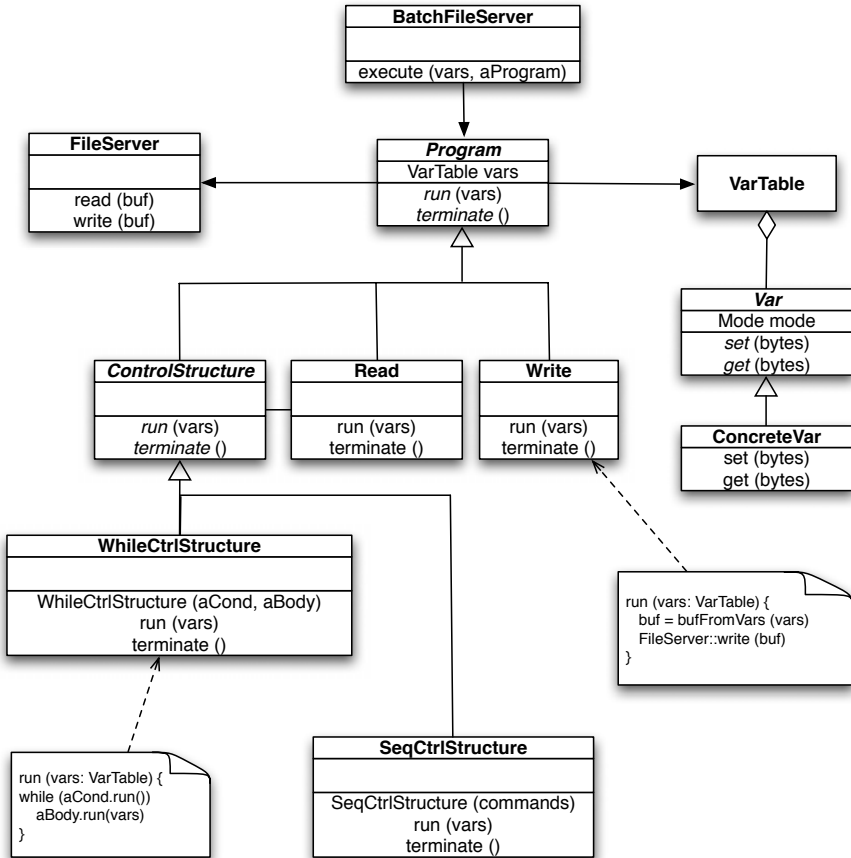 BatchFileServer
execute (vars, aProgram)
FileServer
read (buf)
write (buf)
Program
VarTable vars
run (vars)
terminate ()
VarTable
Var
Mode mode
set (bytes)
get (bytes)
ControlStructure
run (vars)
terminate ()
Read
run (vars)
terminate ()
Write
run (vars)
terminate ()
ConcreteVar
set (bytes)
get (bytes)
WhileCtrlStructure
WhileCtrlStructure (aCond, aBody)
run (vars)
terminate ()
run (vars: VarTable) {
buf = bufFromVars (vars)
FileServer::write (buf)
}
run (vars: VarTable) {
while (aCond.run())
aBody.run(vars)
}
SeqCtrlStructure
SeqCtrlStructure (commands)
run (vars)
terminate ()